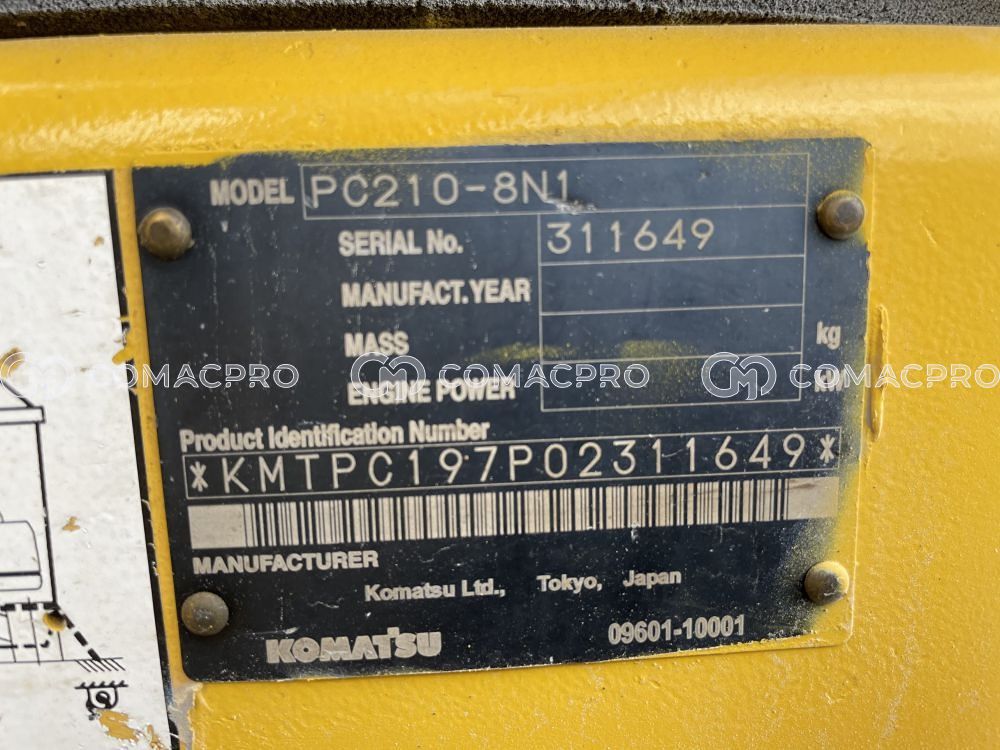 MODEL PC210-8N1
SERIAL No. 311649
MANUFACT. YEAR
MASS kg
COMACPRO COMACPRO COMACPRO
ENGINE POWER kW
Product Identification Number
*KMTPC197P02311649*
MANUFACTURER
Komatsu Ltd., Tokyo, Japan
KOMATSU 09601-10001